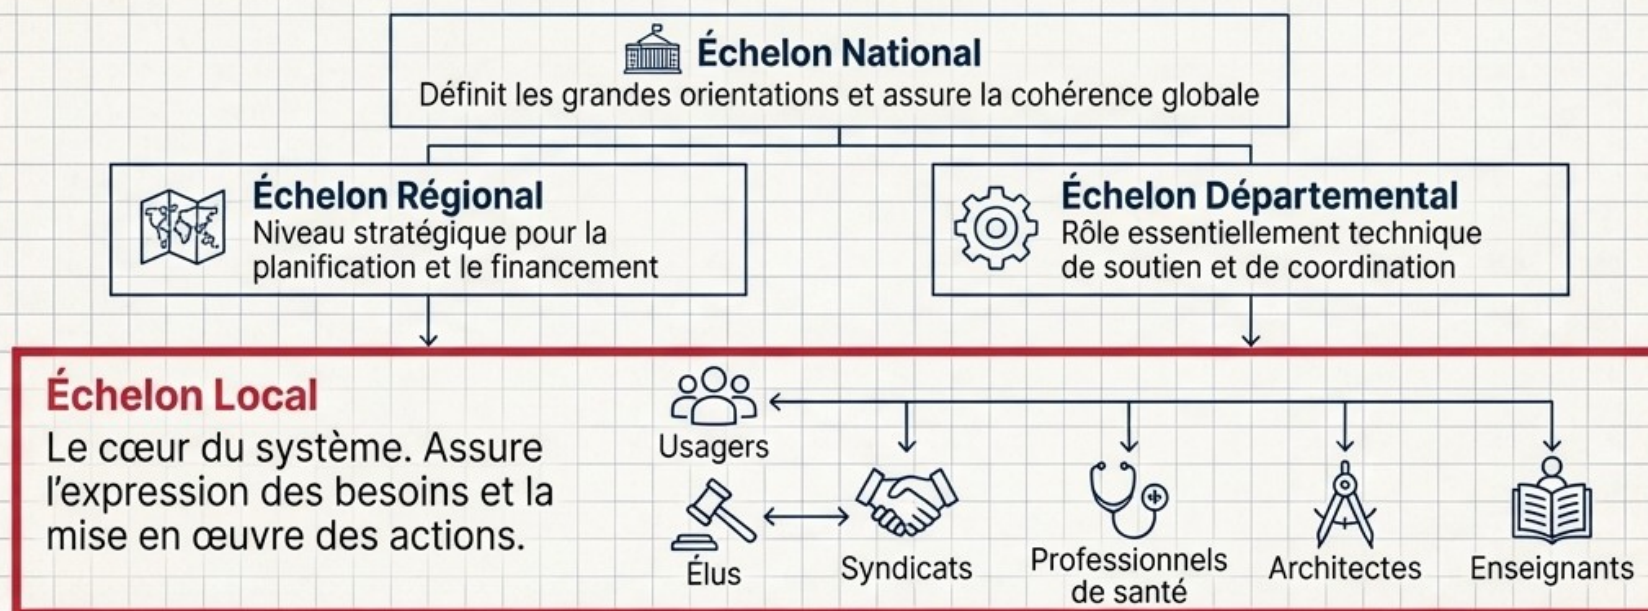 Échelon National
Définit les grandes orientations et assure la cohérence globale
Échelon Régional
Niveau stratégique pour la
planification et le financement
Échelon Départemental
Rôle essentiellement technique
de soutien et de coordination
Échelon Local
Le cœur du système. Assure
l'expression des besoins et la
mise en œuvre des actions.
Usagers
Élus
Syndicats
Professionnels
de santé
Architectes
Enseignants